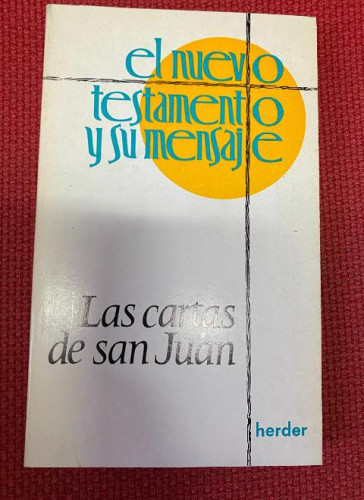 el nuevo
testamento
y su mensaje
Las cartas
de san Juan
herder